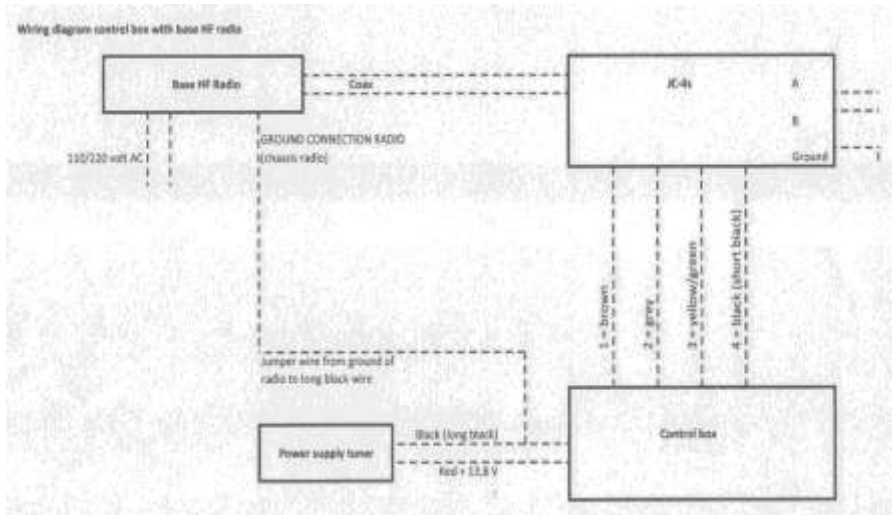 Wiring diagram control box with base HF radio
Base HF Radio
Coax
JC-4s
A
B
Ground
110/220 volt AC
GROUND CONNECTION RADIO
(chassis radio)
1 = brown
2 = grey
3 = yellow/green
4 = black (short black)
Jumper wire from ground of
radio to long black wire
Black (long black)
Power supply tuner
Red + 13,8 V
Control box